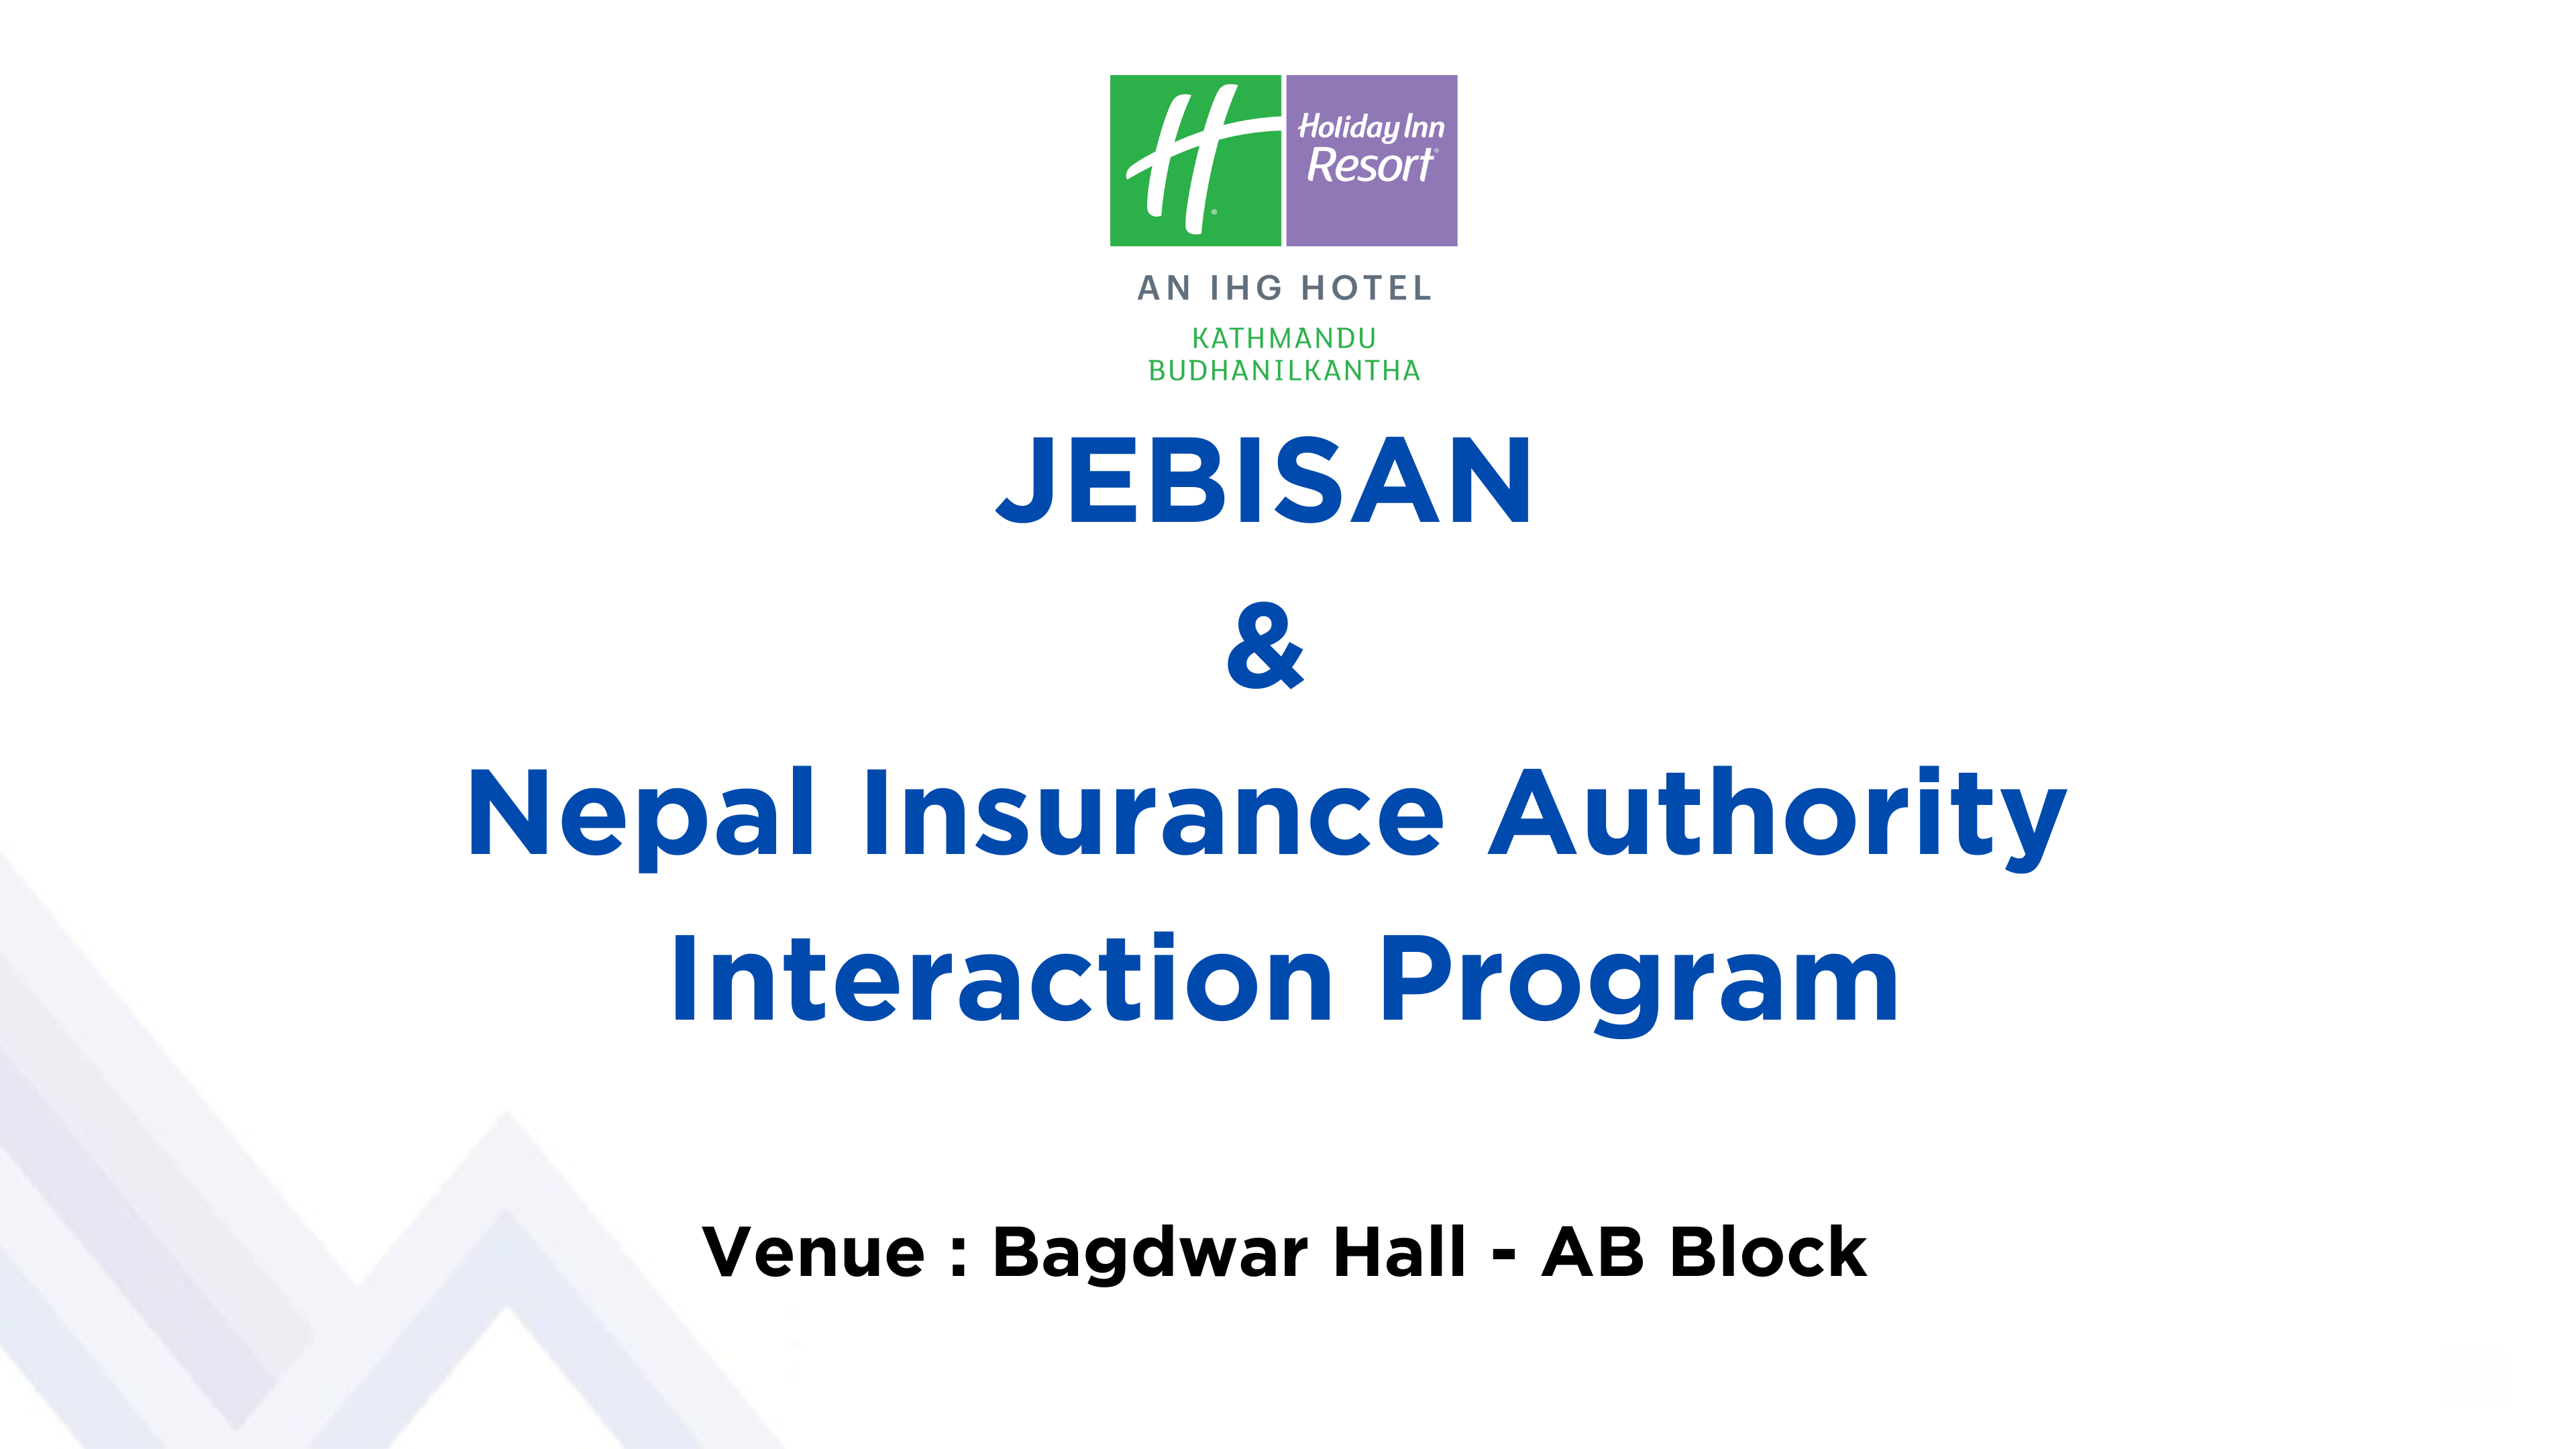 H
Holiday Inn
Resort
AN IHG HOTEL
KATHMANDU
BUDHANILKANTHA
JEBISAN
&
Nepal Insurance Authority
Interaction Program
Venue : Bagdwar Hall - AB Block